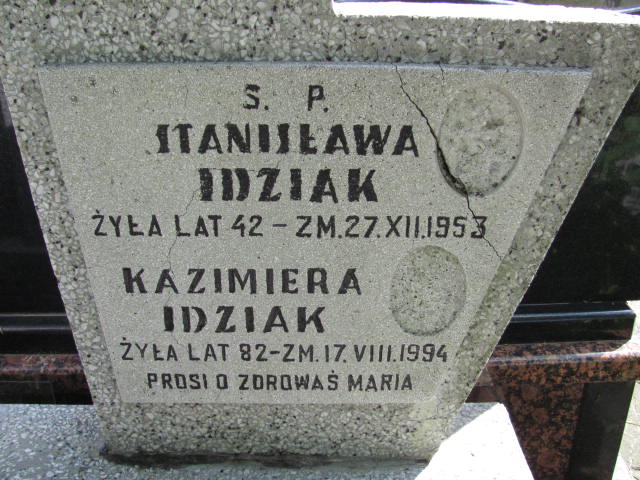 S. P.
STANISŁAWA
IDZIAK
ŻYŁA LAT 42 - ZM. 27. XII. 1953
KAZIMIERA
IDZIAK
ŻYŁA LAT 82 - ZM. 17. VIII. 1994
PROSI O ZDROWAŚ MARIA